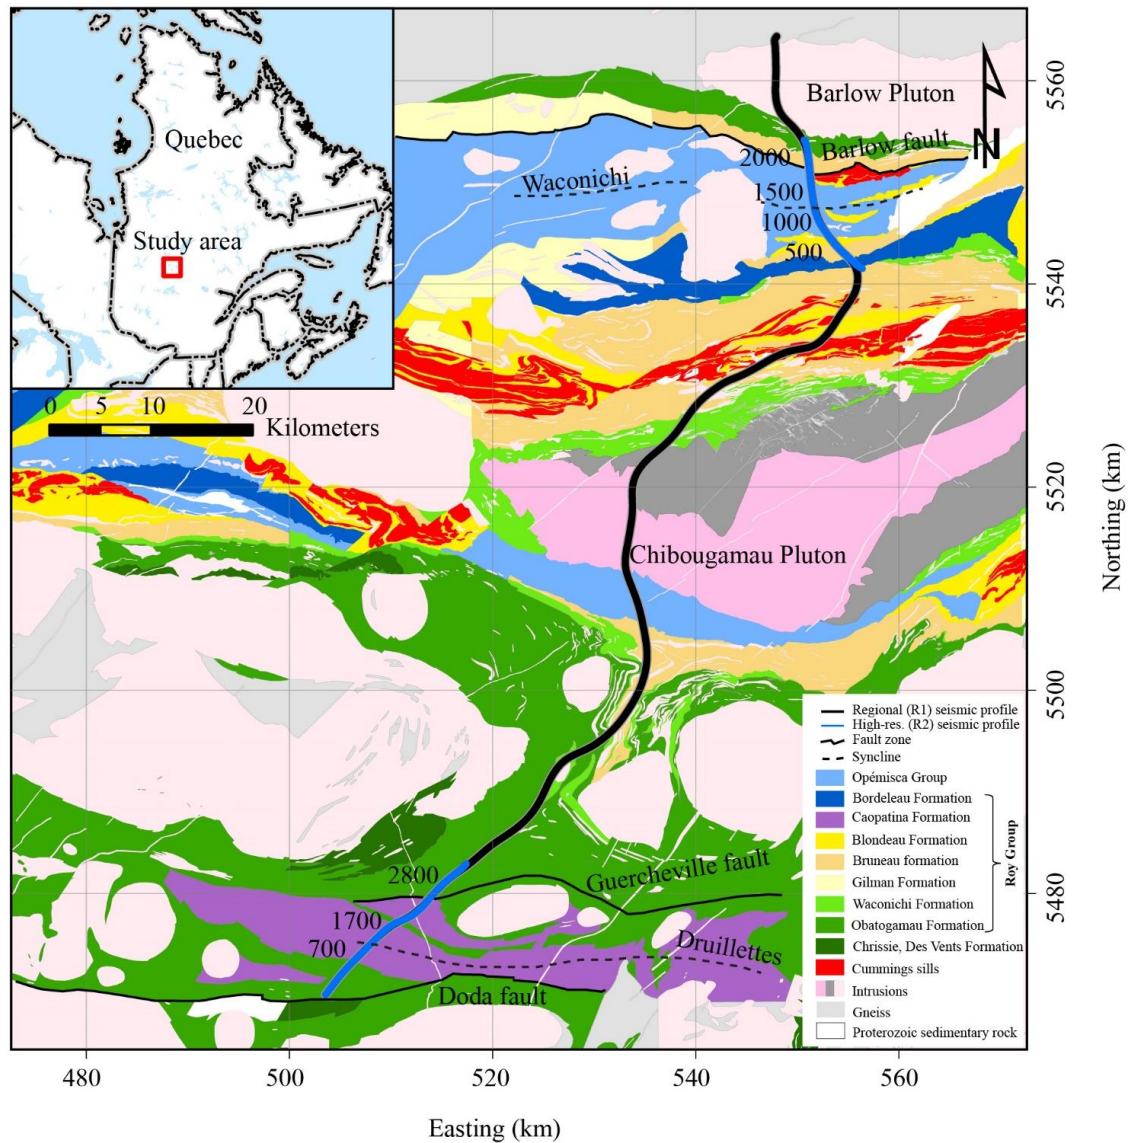 Quebec
Study area
0 5 10 20
Kilometers
Barlow Pluton
N
Barlow fault
2000
Waconichi
1500
1000
500
Chibougamau Pluton
2800
Guercheville fault
1700
700
Druillettes
Doda fault
Regional (R1) seismic profile
High-res. (R2) seismic profile
Fault zone
Syncline
Opémisca Group
Bordeleau Formation
Caopatina Formation
Blondeau Formation
Bruneau formation
Gilman Formation
Waconichi Formation
Obatogamau Formation
Roy Group
Chrissie, Des Vents Formation
Cummings sills
Intrusions
Gneiss
Proterozoic sedimentary rock
5560
5540
5520
5500
5480
Northing (km)
480 500 520 540 560
Easting (km)